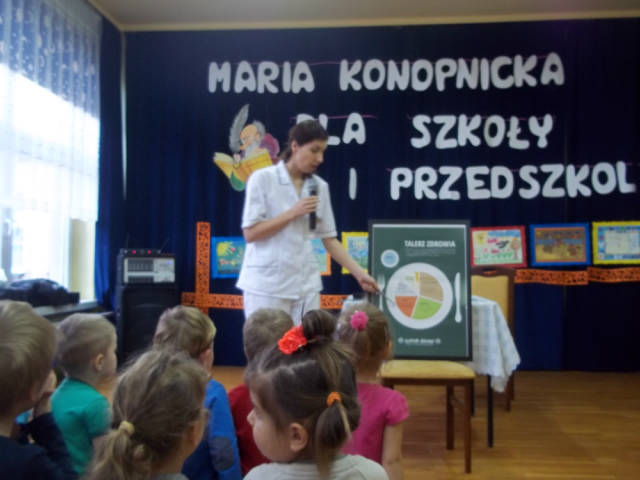 MARIA KONOPNICKA
DLA SZKOŁY
I PRZEDSZKOL
TALERZ ZDROWIA